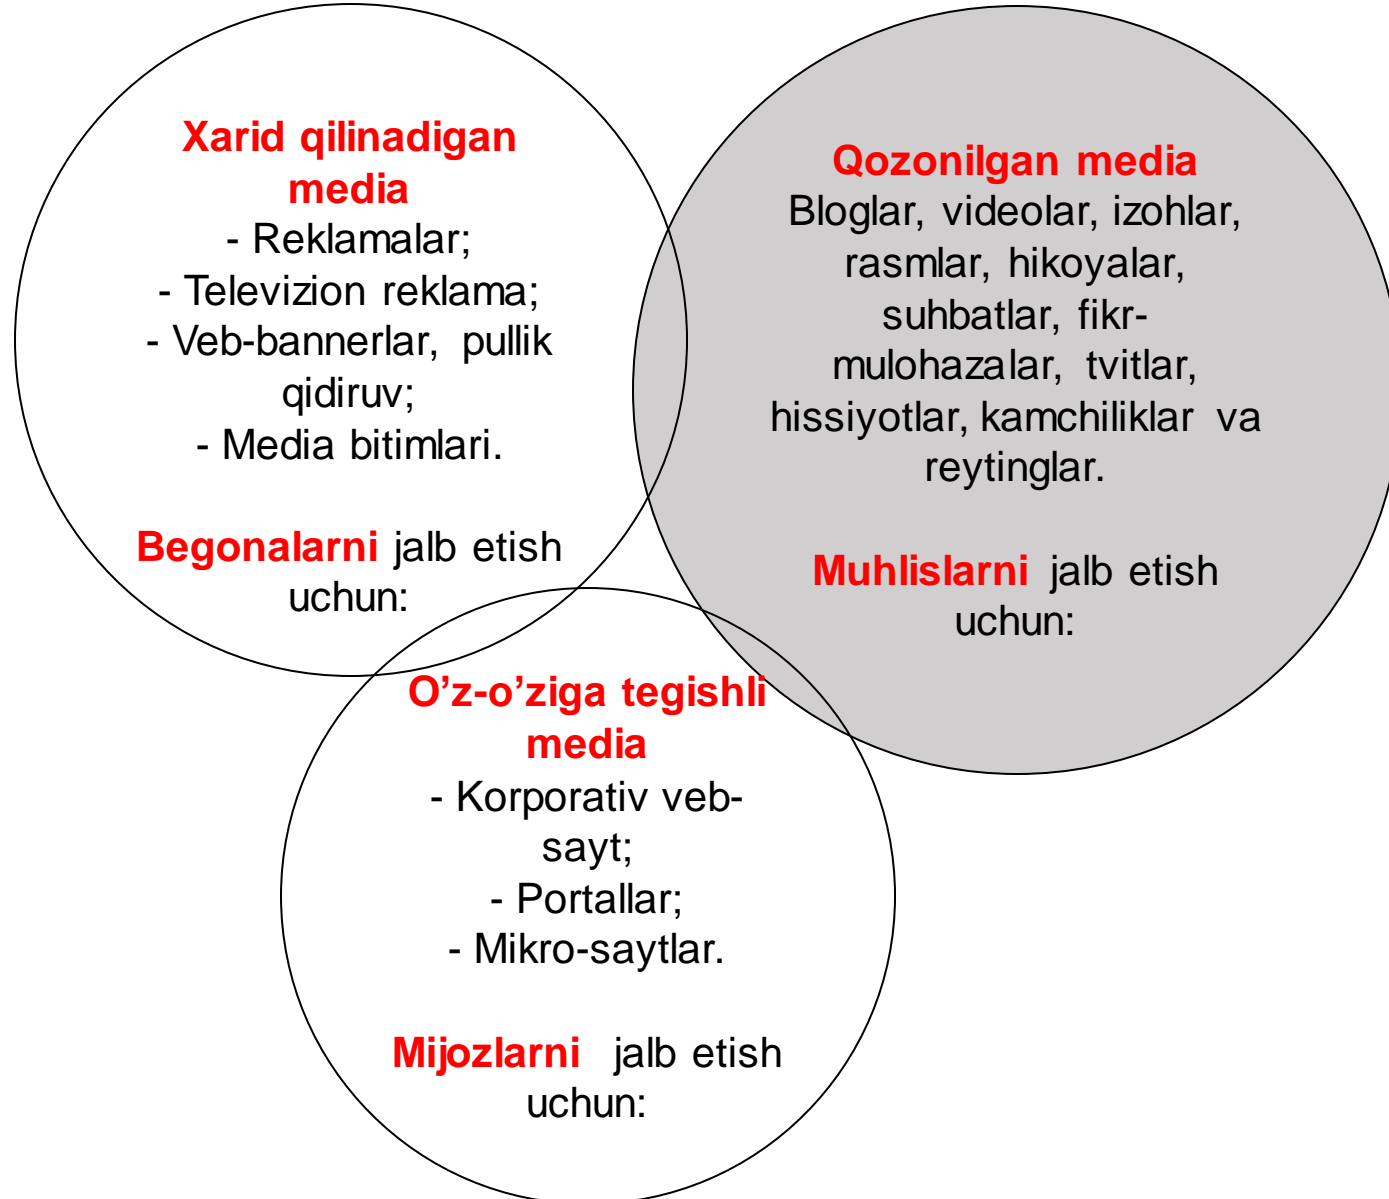 Xarid qilinadigan
media
- Reklamalar;
- Televizion reklama;
- Veb-bannerlar, pullik
qidiruv;
- Media bitimlari.
Begonalarni jalb etish
uchun:
Qozonilgan media
Bloglar, videolar, izohlar,
rasmlar, hikoyalar,
suhbatlar, fikr-
mulohazalar, tvitlar,
hissiyotlar, kamchiliklar va
reytinglar.
Muhlislarni jalb etish
uchun:
O’z-o’ziga tegishli
media
- Korporativ veb-
sayt;
- Portallar;
- Mikro-saytlar.
Mijozlarni jalb etish
uchun: